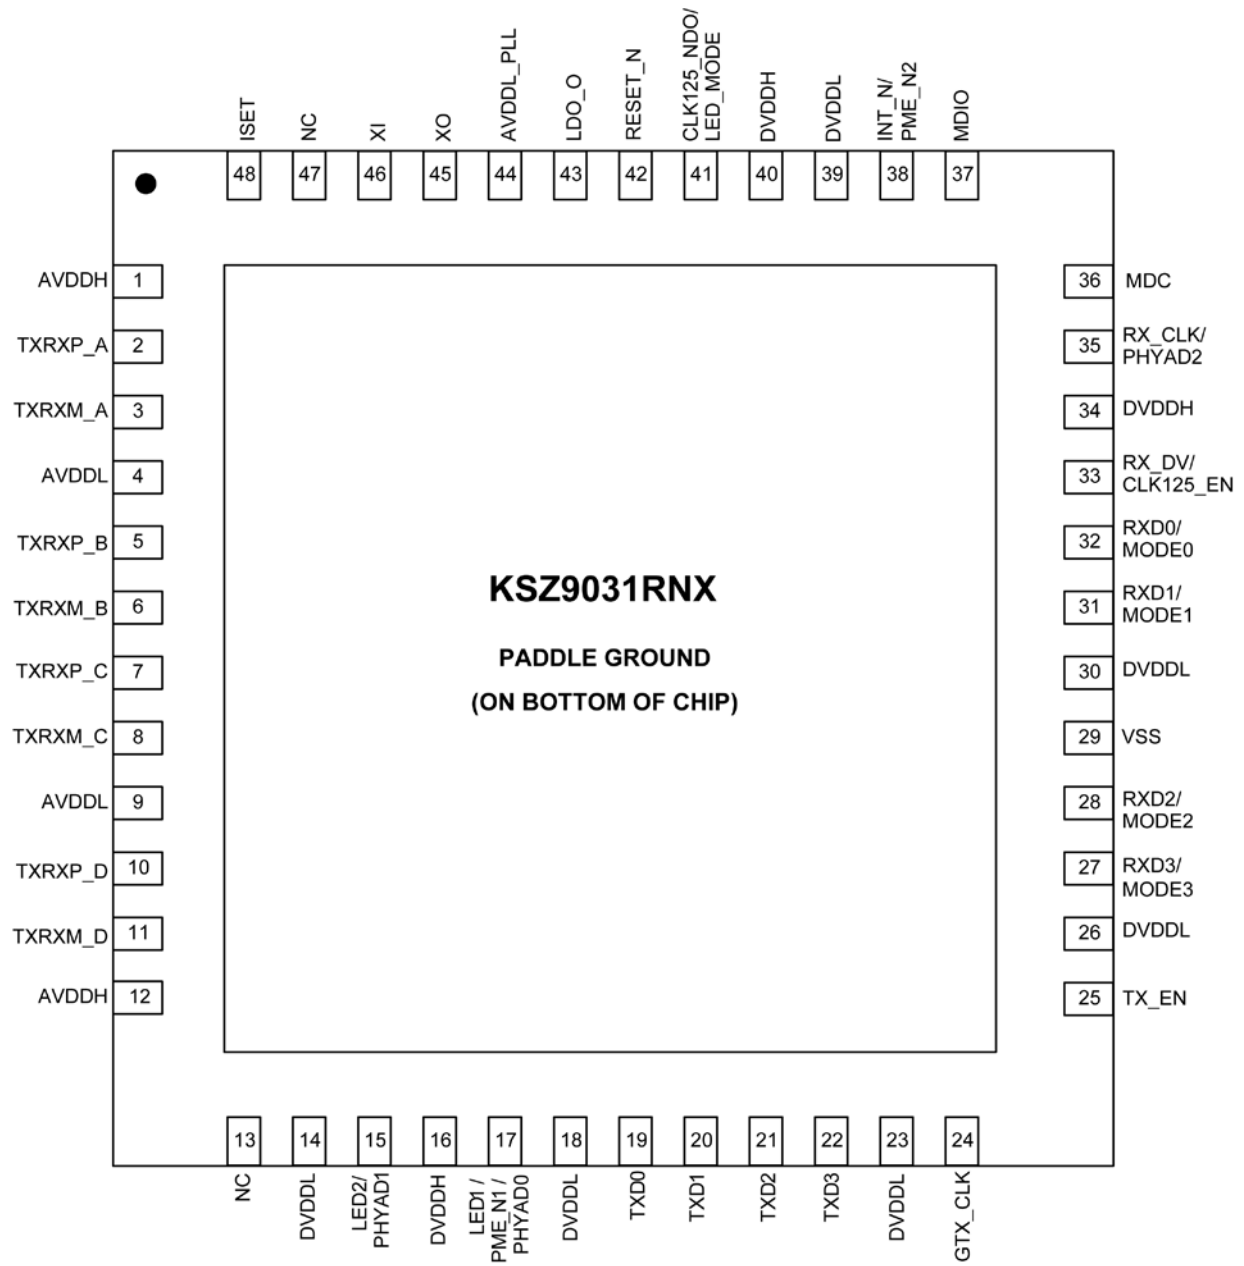 ISET
NC
XI
XO
AVDDL_PLL
LDO_O
RESET_N
CLK125_NDO/
LED_MODE
DVDDH
DVDDL
INT_N/
PME_N2
MDIO
48
47
46
45
44
43
42
41
40
39
38
37
AVDDH 1
TXRXP_A 2
TXRXM_A 3
AVDDL 4
TXRXP_B 5
TXRXM_B 6
TXRXP_C 7
TXRXM_C 8
AVDDL 9
TXRXP_D 10
TXRXM_D 11
AVDDH 12
KSZ9031RNX
PADDLE GROUND
(ON BOTTOM OF CHIP)
36 MDC
35 RX_CLK/
PHYAD2
34 DVDDH
33 RX_DV/
CLK125_EN
32 RXD0/
MODE0
31 RXD1/
MODE1
30 DVDDL
29 VSS
28 RXD2/
MODE2
27 RXD3/
MODE3
26 DVDDL
25 TX_EN
13
14
15
16
17
18
19
20
21
22
23
24
NC
DVDDL
LED2/
PHYAD1
DVDDH
LED1 /
PME_N1 /
PHYAD0
DVDDL
TXD0
TXD1
TXD2
TXD3
DVDDL
GTX_CLK